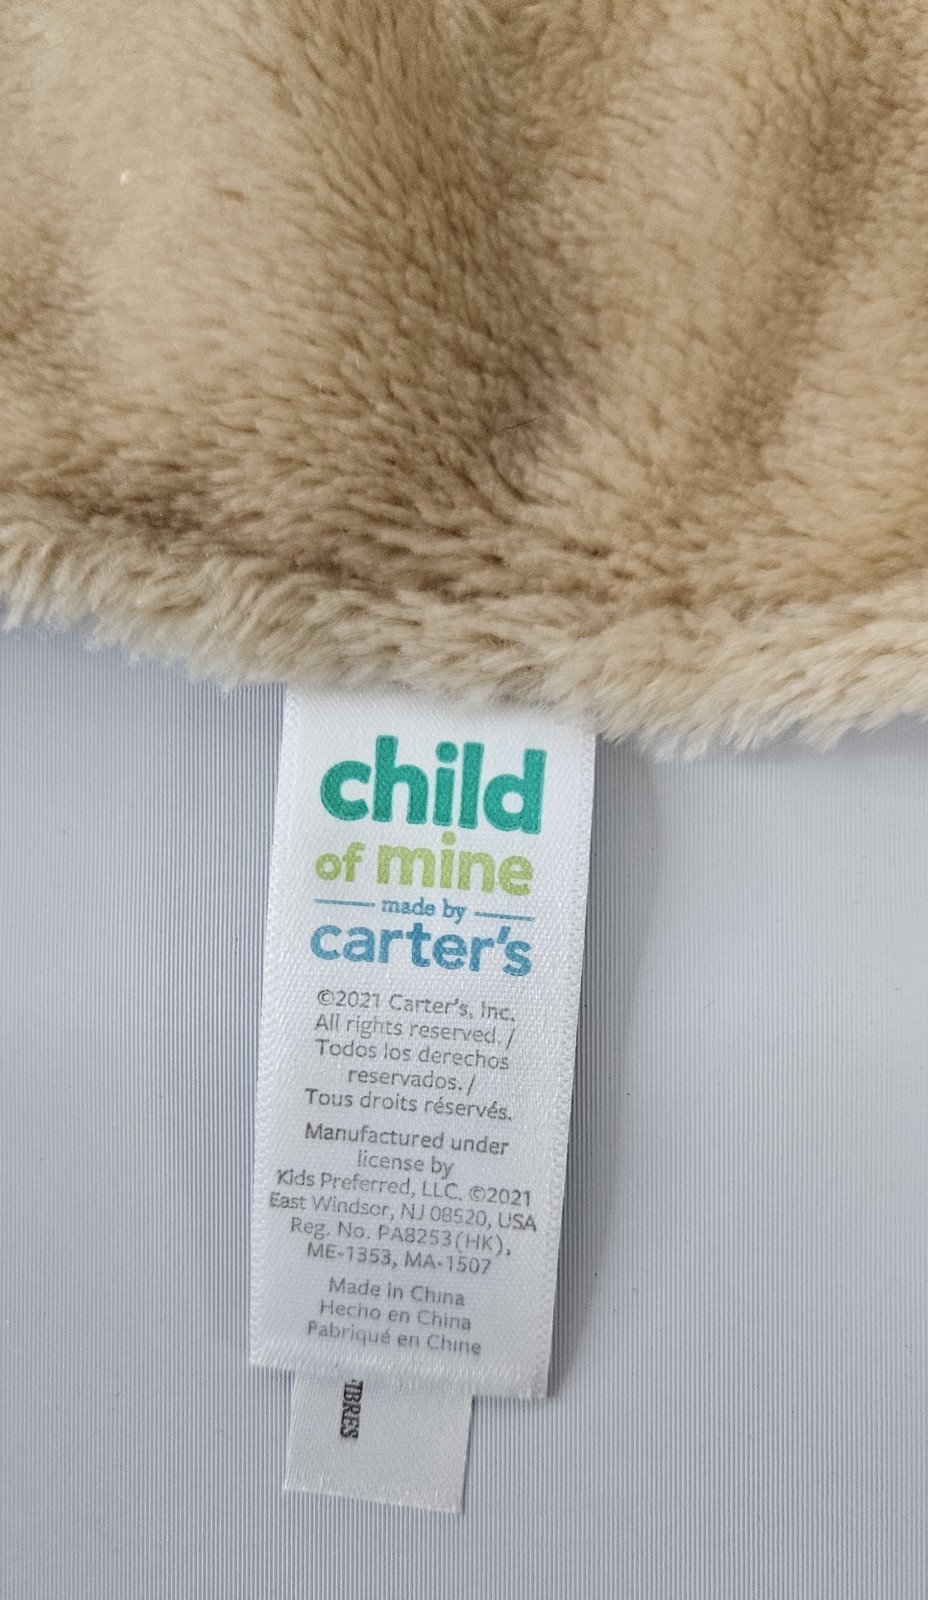 child
of mine
made by
carter's
©2021 Carter's, Inc.
All rights reserved./
Todos los derechos
reservados./
Tous droits réservés.
Manufactured under
license by
Kids Preferred, LLC. ©2021
East Windsor, NJ 08520, USA
Reg. No. PA8253(HK),
ME-1353, MA-1507
Made in China
Hecho en China
Fabriqué en Chine